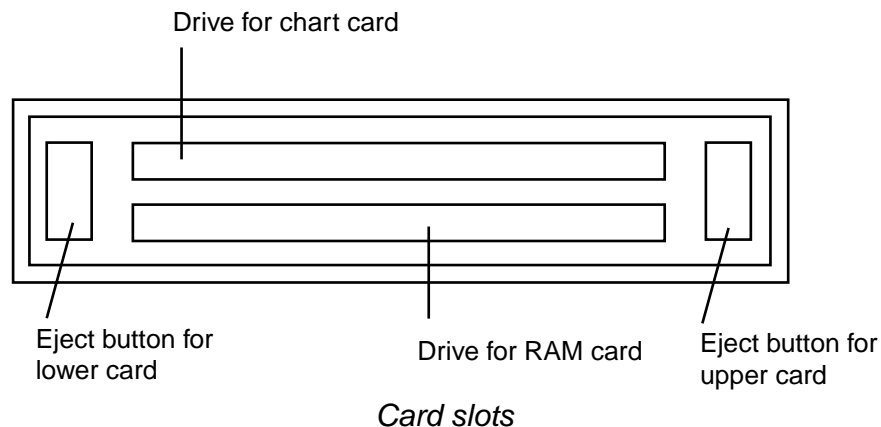 Drive for chart card
Eject button for
lower card
Drive for RAM card
Eject button for
upper card
Card slots